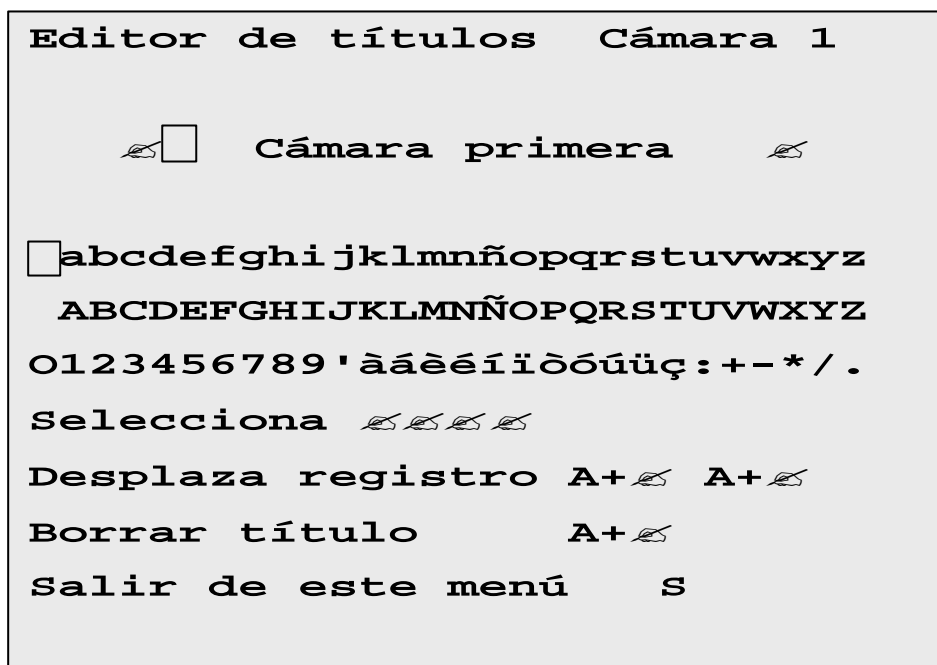 Editor de títulos Cámara 1
✍□ Cámara primera ✍
□abcdefghijklmnñopqrstuvwxyz
ABCDEFGHIJKLMNÑOPQRSTUVWXYZ
O123456789'àáèéíïòóúüç:+-*/.
Selecciona ✍✍✍✍
Desplaza registro A+✍ A+✍
Borrar título A+✍
Salir de este menú S